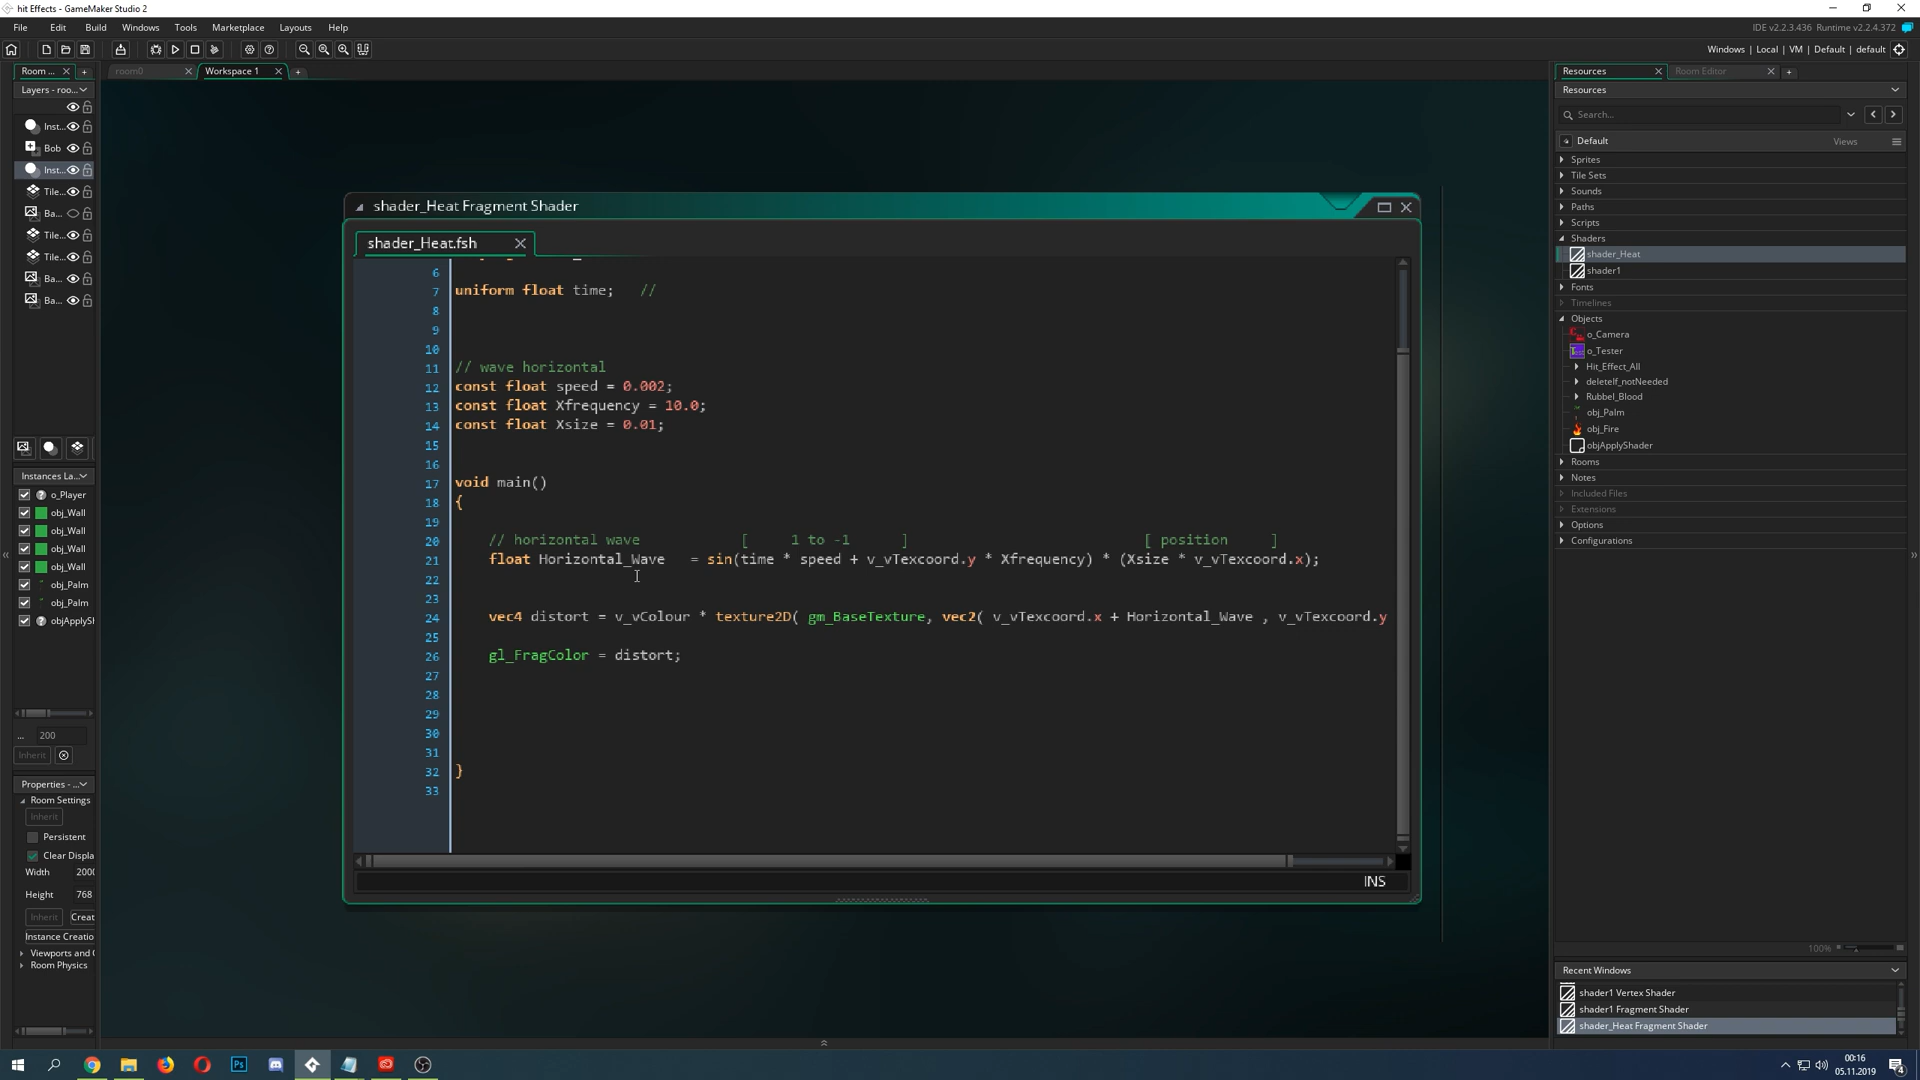 hit Effects - GameMaker Studio 2
File Edit Build Windows Tools Marketplace Layouts Help
IDE v2.2.3.436 Runtime v2.2.4.372
Windows | Local | VM | Default | default
Room ...
room0
Workspace 1
Resources
Room Editor
Layers - roo...
Inst...
Bob
Inst...
Tile...
Ba...
Tile...
Tile...
Ba...
Ba...
Instances La...
o_Player
obj_Wall
obj_Wall
obj_Wall
obj_Wall
obj_Palm
obj_Palm
objApplySh
... 200
Inherit
Properties - ...
Room Settings
Inherit
Persistent
Clear Displa
Width 2000
Height 768
Inherit Creat
Instance Creatio
Viewports and C
Room Physics
shader_Heat Fragment Shader
shader_Heat.fsh
6
7 uniform float time; //
8
9
10
11 // wave horizontal
12 const float speed = 0.002;
13 const float Xfrequency = 10.0;
14 const float Xsize = 0.01;
15
16
17 void main()
18 {
19
20 // horizontal wave [ 1 to -1 ] [ position ]
21 float Horizontal_Wave = sin(time * speed + v_vTexcoord.y * Xfrequency) * (Xsize * v_vTexcoord.x);
22
23
24 vec4 distort = v_vColour * texture2D( gm_BaseTexture, vec2( v_vTexcoord.x + Horizontal_Wave , v_vTexcoord.y
25
26 gl_FragColor = distort;
27
28
29
30
31
32 }
33
INS
Resources
Search...
Default Views
Sprites
Tile Sets
Sounds
Paths
Scripts
Shaders
shader_Heat
shader1
Fonts
Timelines
Objects
o_Camera
o_Tester
Hit_Effect_All
deleteIf_notNeeded
Rubbel_Blood
obj_Palm
obj_Fire
objApplyShader
Rooms
Notes
Included Files
Extensions
Options
Configurations
100%
Recent Windows
shader1 Vertex Shader
shader1 Fragment Shader
shader_Heat Fragment Shader
00:16
05.11.2019
4